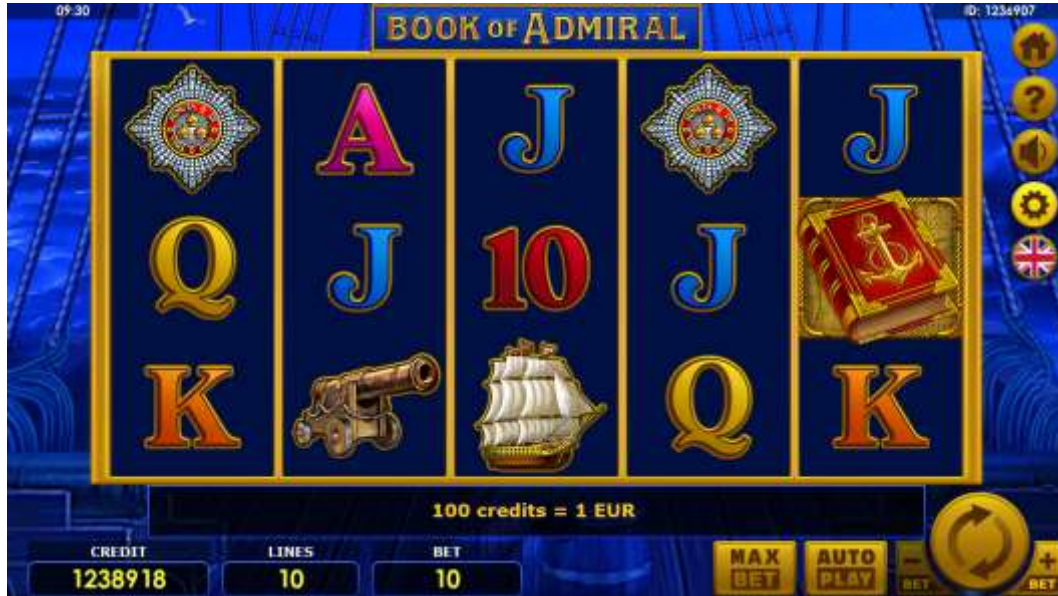 09:30
ID: 1236907
BOOK OF ADMIRAL
A J J
Q J 10 J
K Q K
100 credits = 1 EUR
CREDIT LINES BET
1238918 10 10
MAX BET
AUTO PLAY
- BET
+ BET
?